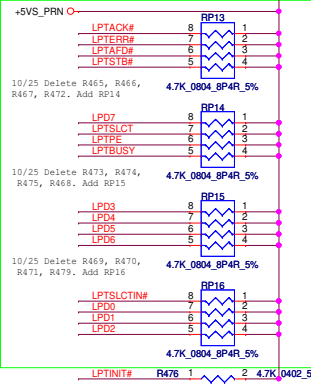 +5VS_PRN
RP13
LPTACK# 8 1
LPTERR# 7 2
LPTAFD# 6 3
LPTSTB# 5 4
10/25 Delete R465, R466,
R467, R472. Add RP14
4.7K_0804_8P4R_5%
RP14
LPD7 8 1
LPTSLCT 7 2
LPTPE 6 3
LPTBUSY 5 4
10/25 Delete R473, R474,
R475, R468. Add RP15
4.7K_0804_8P4R_5%
RP15
LPD3 8 1
LPD4 7 2
LPD5 6 3
LPD6 5 4
10/25 Delete R469, R470,
R471, R479. Add RP16
4.7K_0804_8P4R_5%
RP16
LPTSLCTIN# 8 1
LPD0 7 2
LPD1 6 3
LPD2 5 4
4.7K_0804_8P4R_5%
LPTINIT# R476 1 2 4.7K_0402_5